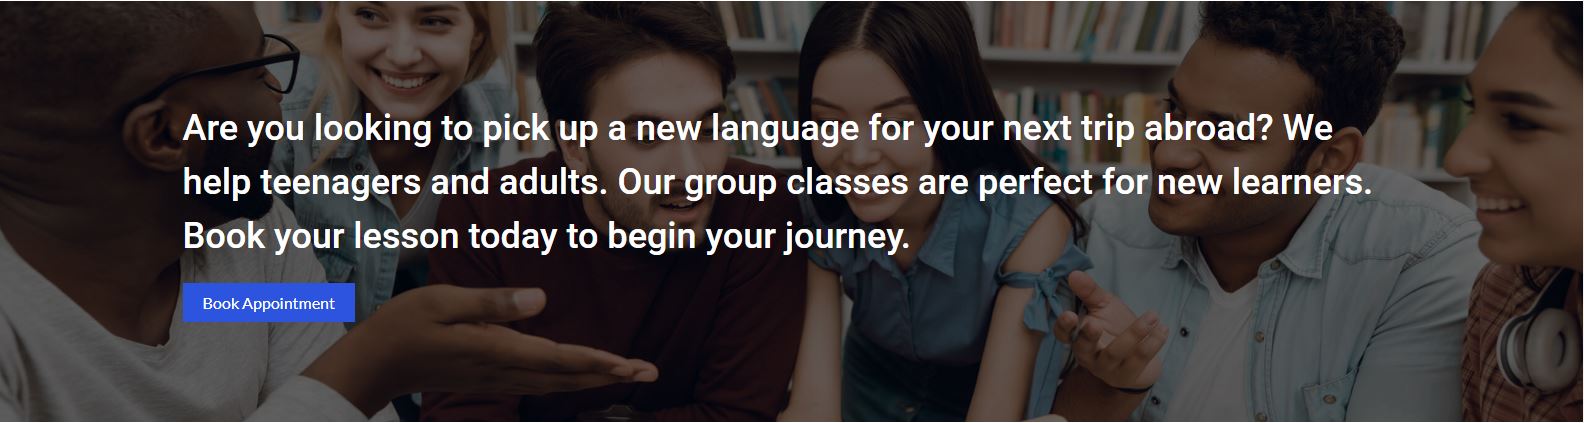 Are you looking to pick up a new language for your next trip abroad? We
help teenagers and adults. Our group classes are perfect for new learners.
Book your lesson today to begin your journey.
Book Appointment